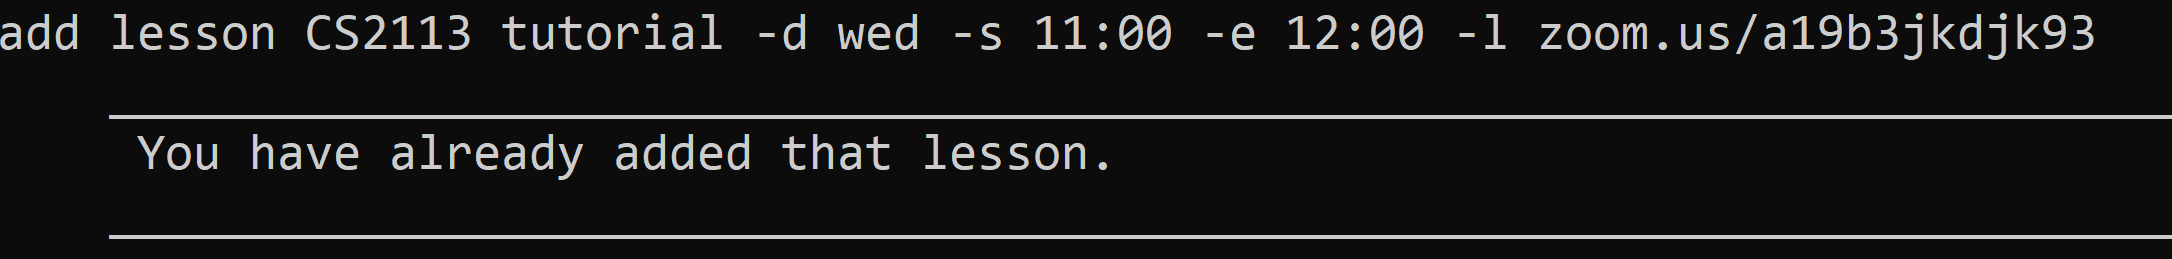 add lesson CS2113 tutorial -d wed -s 11:00 -e 12:00 -l zoom.us/a19b3jkdjk93
You have already added that lesson.